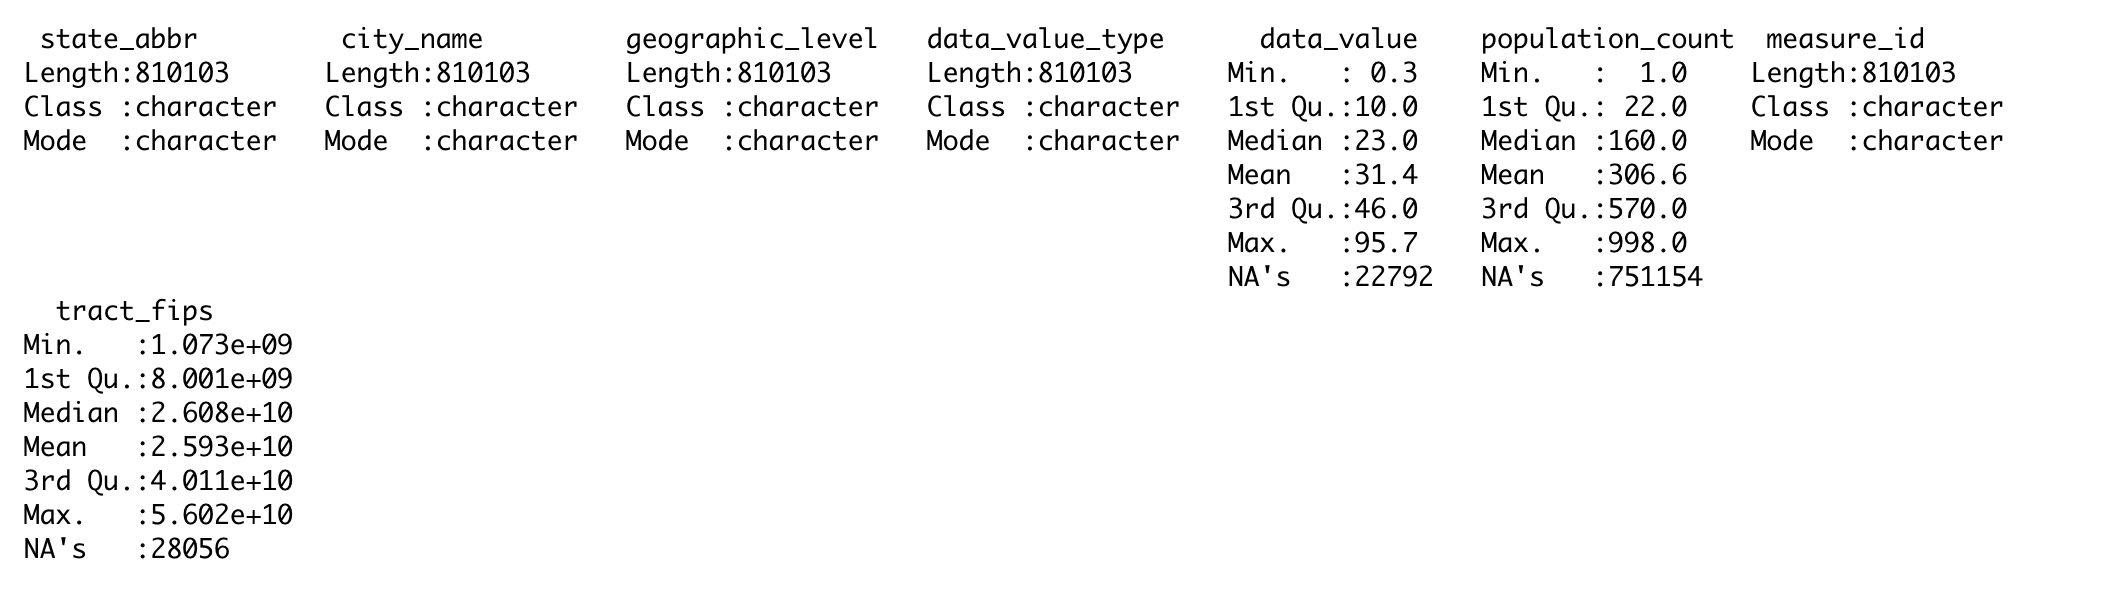 state_abbr         city_name         geographic_level   data_value_type      data_value    population_count  measure_id
Length:810103      Length:810103      Length:810103      Length:810103      Min.   : 0.3   Min.   :  1.0    Length:810103
Class :character   Class :character   Class :character   Class :character   1st Qu.:10.0   1st Qu.: 22.0    Class :character
Mode  :character   Mode  :character   Mode  :character   Mode  :character   Median :23.0   Median :160.0    Mode  :character
                                                                            Mean   :31.4   Mean   :306.6
                                                                            3rd Qu.:46.0   3rd Qu.:570.0
                                                                            Max.   :95.7   Max.   :998.0
                                                                            NA's   :22792   NA's   :751154
  tract_fips
Min.   :1.073e+09
1st Qu.:8.001e+09
Median :2.608e+10
Mean   :2.593e+10
3rd Qu.:4.011e+10
Max.   :5.602e+10
NA's   :28056